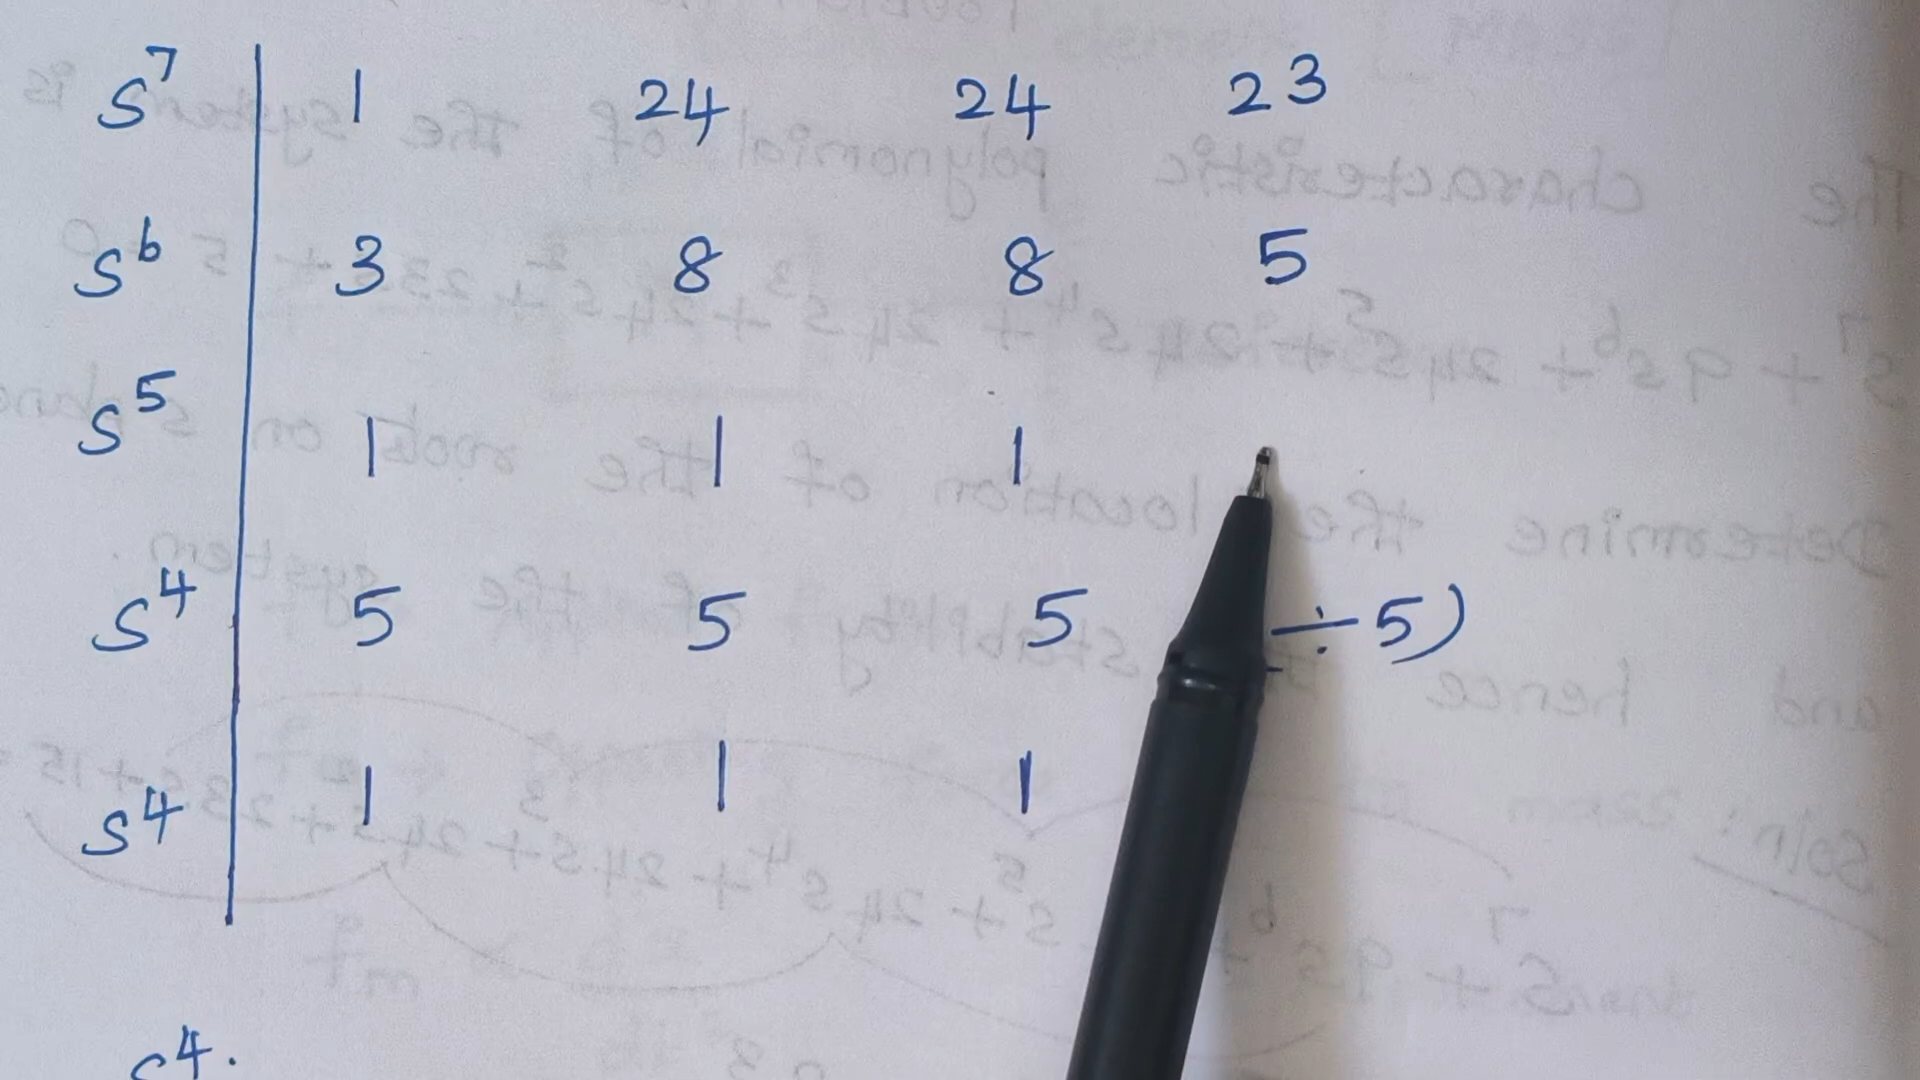 s⁷ 1 24 24 23
s⁶ 3 8 8 5
s⁵ 1 1 1
s⁴ 5 5 5 ÷5)
s⁴ 1 1 1
s⁴.